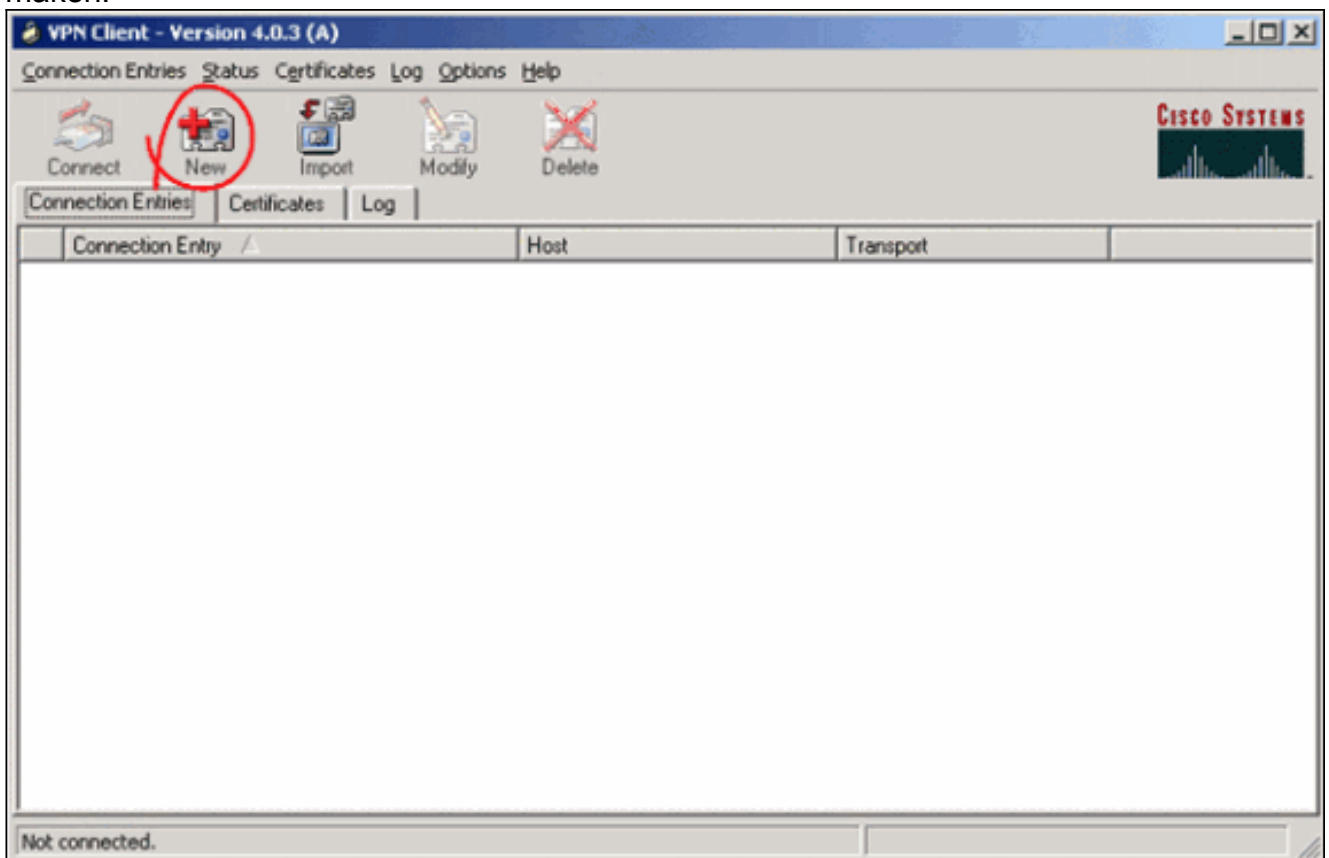 maken.
VPN Client - Version 4.0.3 (A)
Connection Entries Status Certificates Log Options Help
Connect New Import Modify Delete
CISCO SYSTEMS
Connection Entries Certificates Log
Connection Entry Host Transport
Not connected.